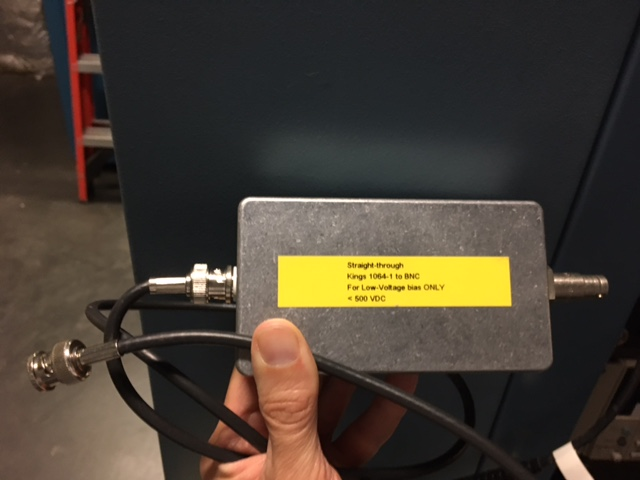 Straight-through
Kings 1064-1 to BNC
For Low-Voltage bias ONLY
< 500 VDC